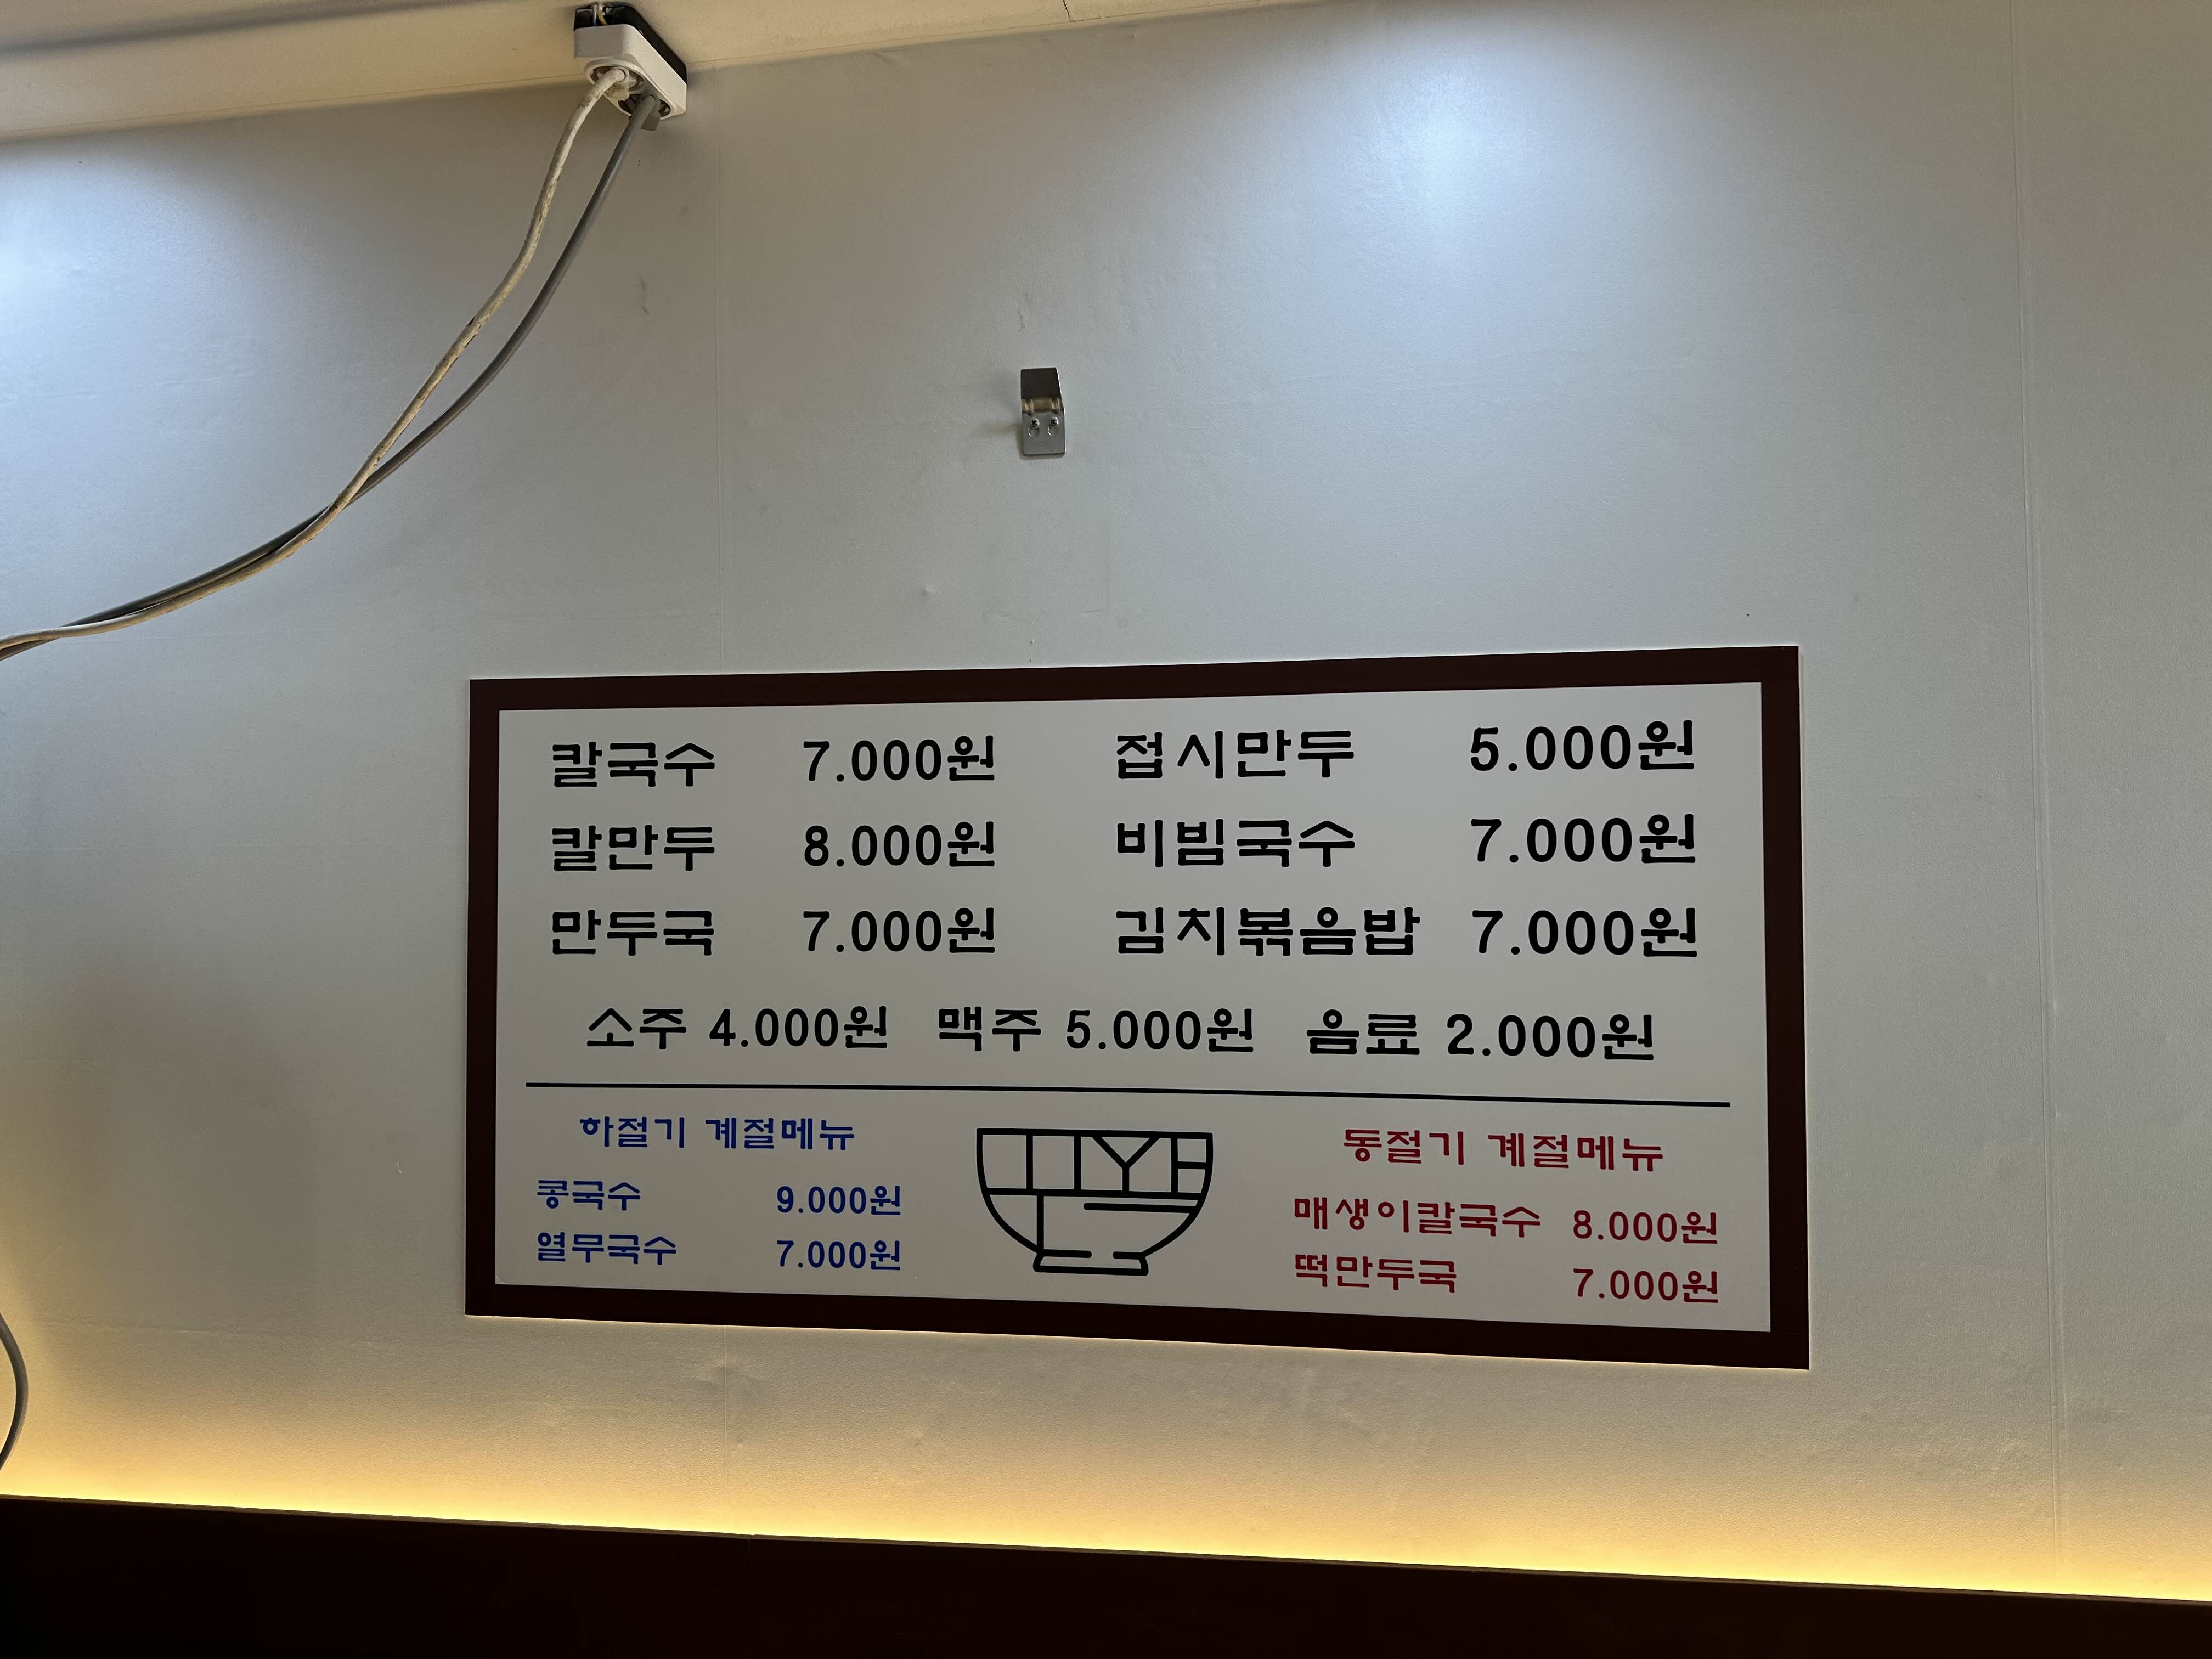 칼국수 7.000원 접시만두 5.000원
칼만두 8.000원 비빔국수 7.000원
만두국 7.000원 김치볶음밥 7.000원
소주 4.000원 맥주 5.000원 음료 2.000원
하절기 계절메뉴
콩국수 9.000원
열무국수 7.000원
동절기 계절메뉴
매생이칼국수 8.000원
떡만두국 7.000원